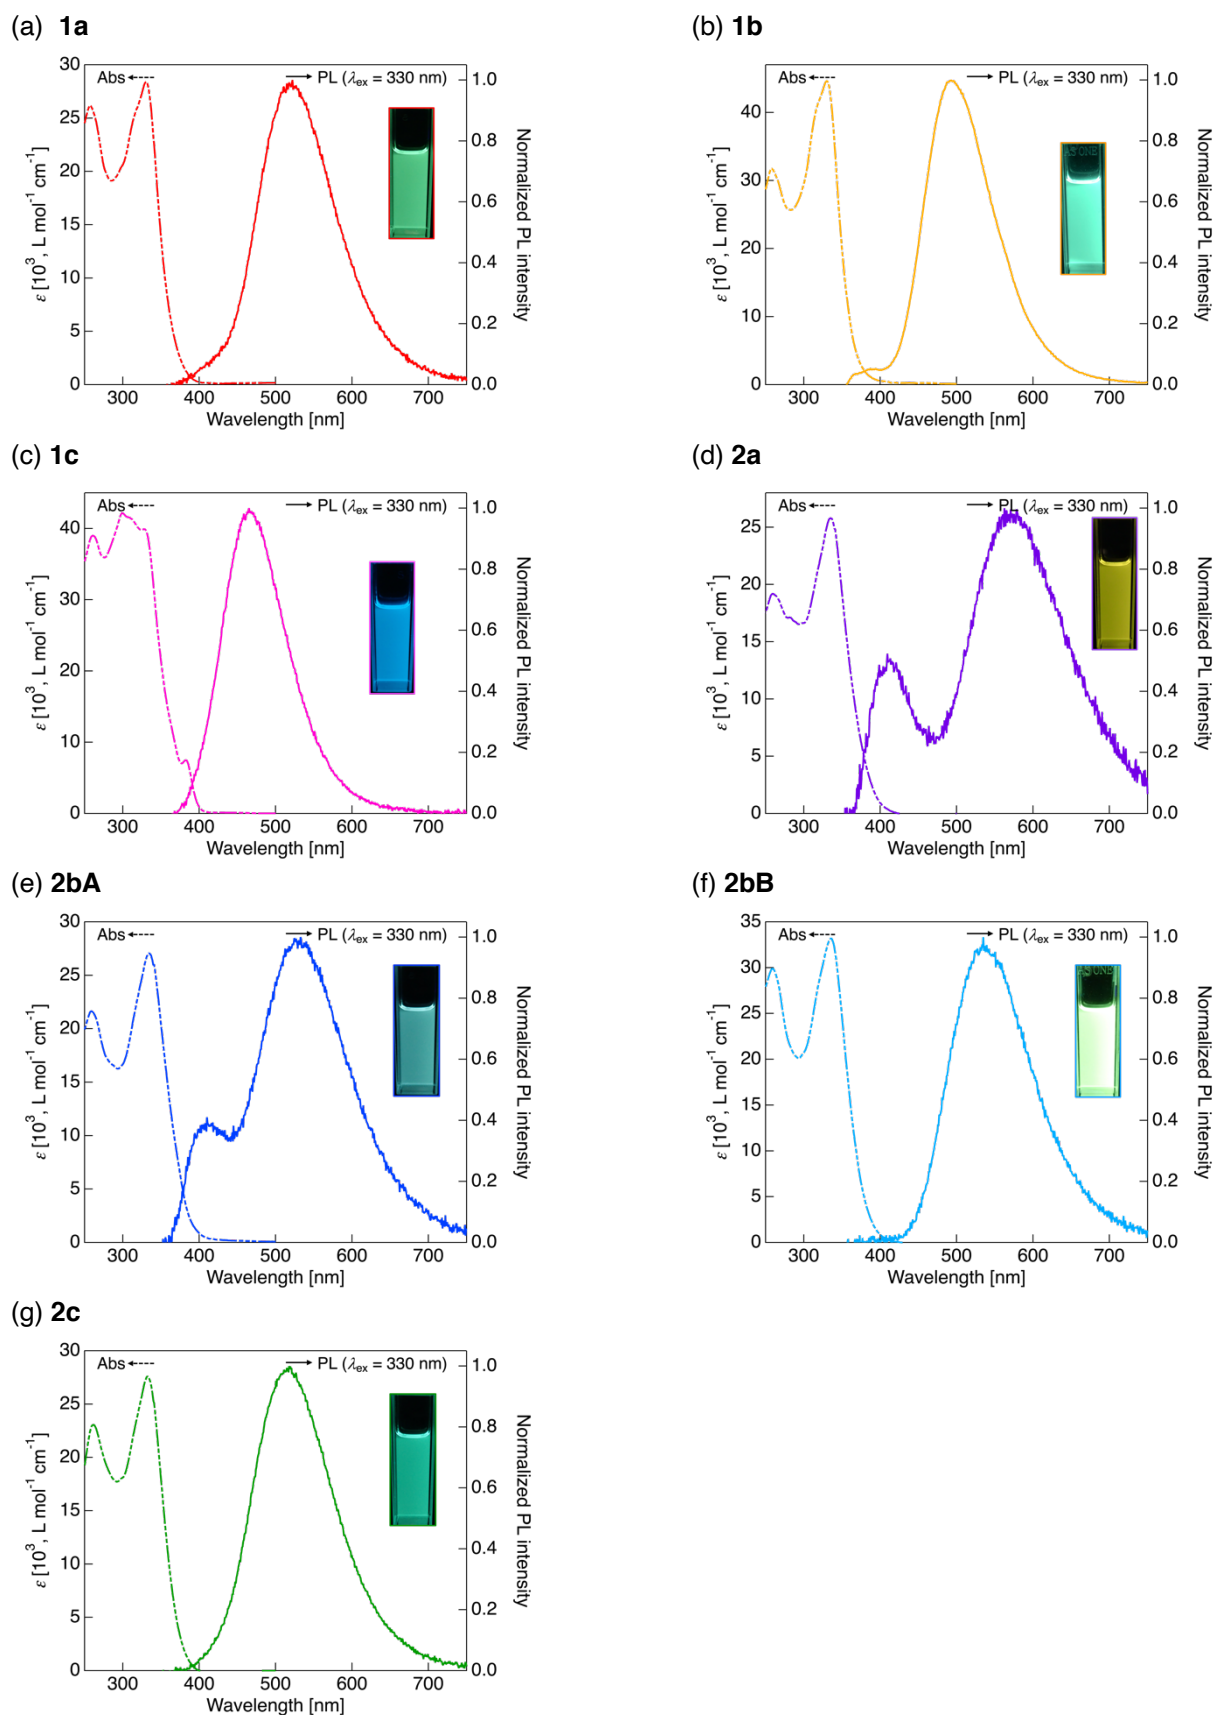 (a) 1a
Abs
PL (λex = 330 nm)
30
25
20
15
10
5
0
ε [10³, L mol⁻¹ cm⁻¹]
1.0
0.8
0.6
0.4
0.2
0.0
Normalized PL intensity
300 400 500 600 700
Wavelength [nm]
(b) 1b
Abs
PL (λex = 330 nm)
40
30
20
10
0
ε [10³, L mol⁻¹ cm⁻¹]
AS ONE
1.0
0.8
0.6
0.4
0.2
0.0
Normalized PL intensity
300 400 500 600 700
Wavelength [nm]
(c) 1c
Abs
PL (λex = 330 nm)
40
30
20
10
0
ε [10³, L mol⁻¹ cm⁻¹]
1.0
0.8
0.6
0.4
0.2
0.0
Normalized PL intensity
300 400 500 600 700
Wavelength [nm]
(d) 2a
Abs
PL (λex = 330 nm)
25
20
15
10
5
0
ε [10³, L mol⁻¹ cm⁻¹]
1.0
0.8
0.6
0.4
0.2
0.0
Normalized PL intensity
300 400 500 600 700
Wavelength [nm]
(e) 2bA
Abs
PL (λex = 330 nm)
30
25
20
15
10
5
0
ε [10³, L mol⁻¹ cm⁻¹]
1.0
0.8
0.6
0.4
0.2
0.0
Normalized PL intensity
300 400 500 600 700
Wavelength [nm]
(f) 2bB
Abs
PL (λex = 330 nm)
35
30
25
20
15
10
5
0
ε [10³, L mol⁻¹ cm⁻¹]
AS ONE
1.0
0.8
0.6
0.4
0.2
0.0
Normalized PL intensity
300 400 500 600 700
Wavelength [nm]
(g) 2c
Abs
PL (λex = 330 nm)
30
25
20
15
10
5
0
ε [10³, L mol⁻¹ cm⁻¹]
1.0
0.8
0.6
0.4
0.2
0.0
Normalized PL intensity
300 400 500 600 700
Wavelength [nm]